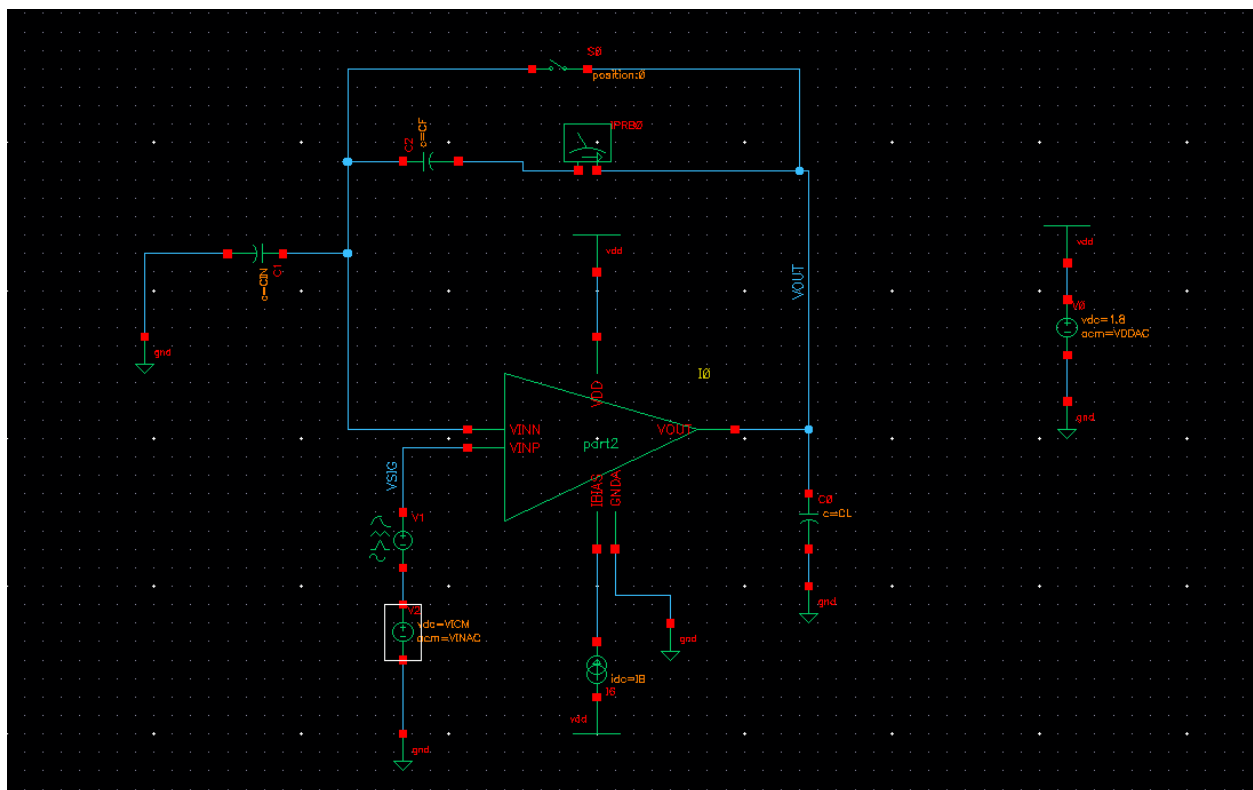 S0
position:0
C2
c=CF
IPRB0
vdd
c=CIN
C1
gnd
VOUT
vdd
V0
vdc=1.8
acm=VDDAC
gnd
I0
VDD
VINN
VINP
part2
VOUT
IBIAS
GNDA
VSIG
V1
V2
vdc=VICM
acm=VINAC
gnd
C0
c=CL
gnd
gnd
idc=IB
I6
vdd